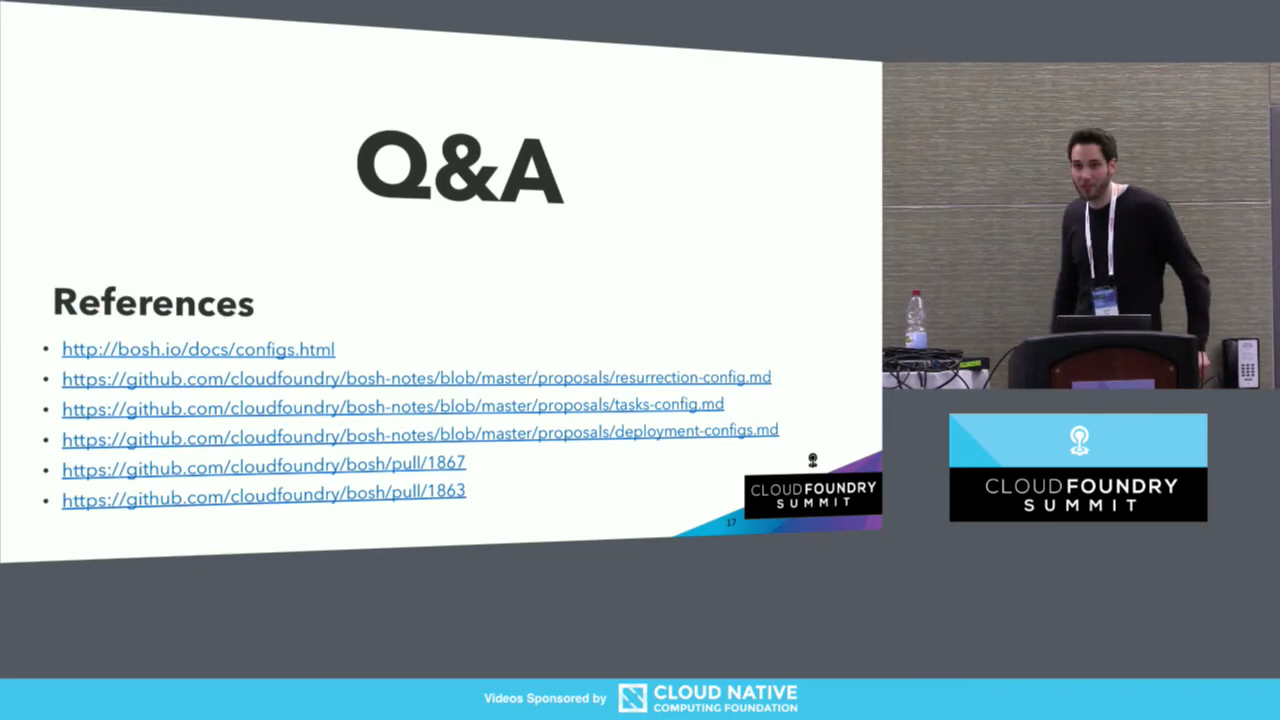 Q&A
References
• http://bosh.io/docs/configs.html
• https://github.com/cloudfoundry/bosh-notes/blob/master/proposals/resurrection-config.md
• https://github.com/cloudfoundry/bosh-notes/blob/master/proposals/tasks-config.md
• https://github.com/cloudfoundry/bosh-notes/blob/master/proposals/deployment-configs.md
• https://github.com/cloudfoundry/bosh/pull/1867
• https://github.com/cloudfoundry/bosh/pull/1863
CLOUD FOUNDRY
SUMMIT
17
CLOUD FOUNDRY
SUMMIT
Videos Sponsored by
CLOUD NATIVE
COMPUTING FOUNDATION